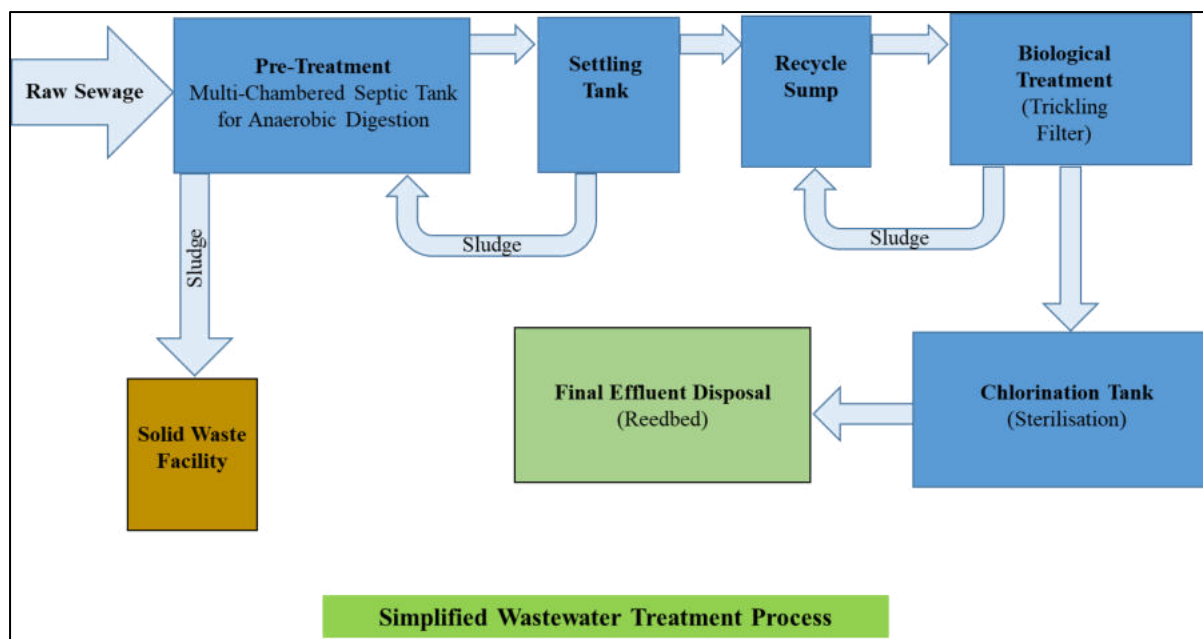 Raw Sewage
Pre-Treatment
Multi-Chambered Septic Tank
for Anaerobic Digestion
Settling
Tank
Recycle
Sump
Biological
Treatment
(Trickling
Filter)
Sludge
Sludge
Sludge
Solid Waste
Facility
Final Effluent Disposal
(Reedbed)
Chlorination Tank
(Sterilisation)
Simplified Wastewater Treatment Process